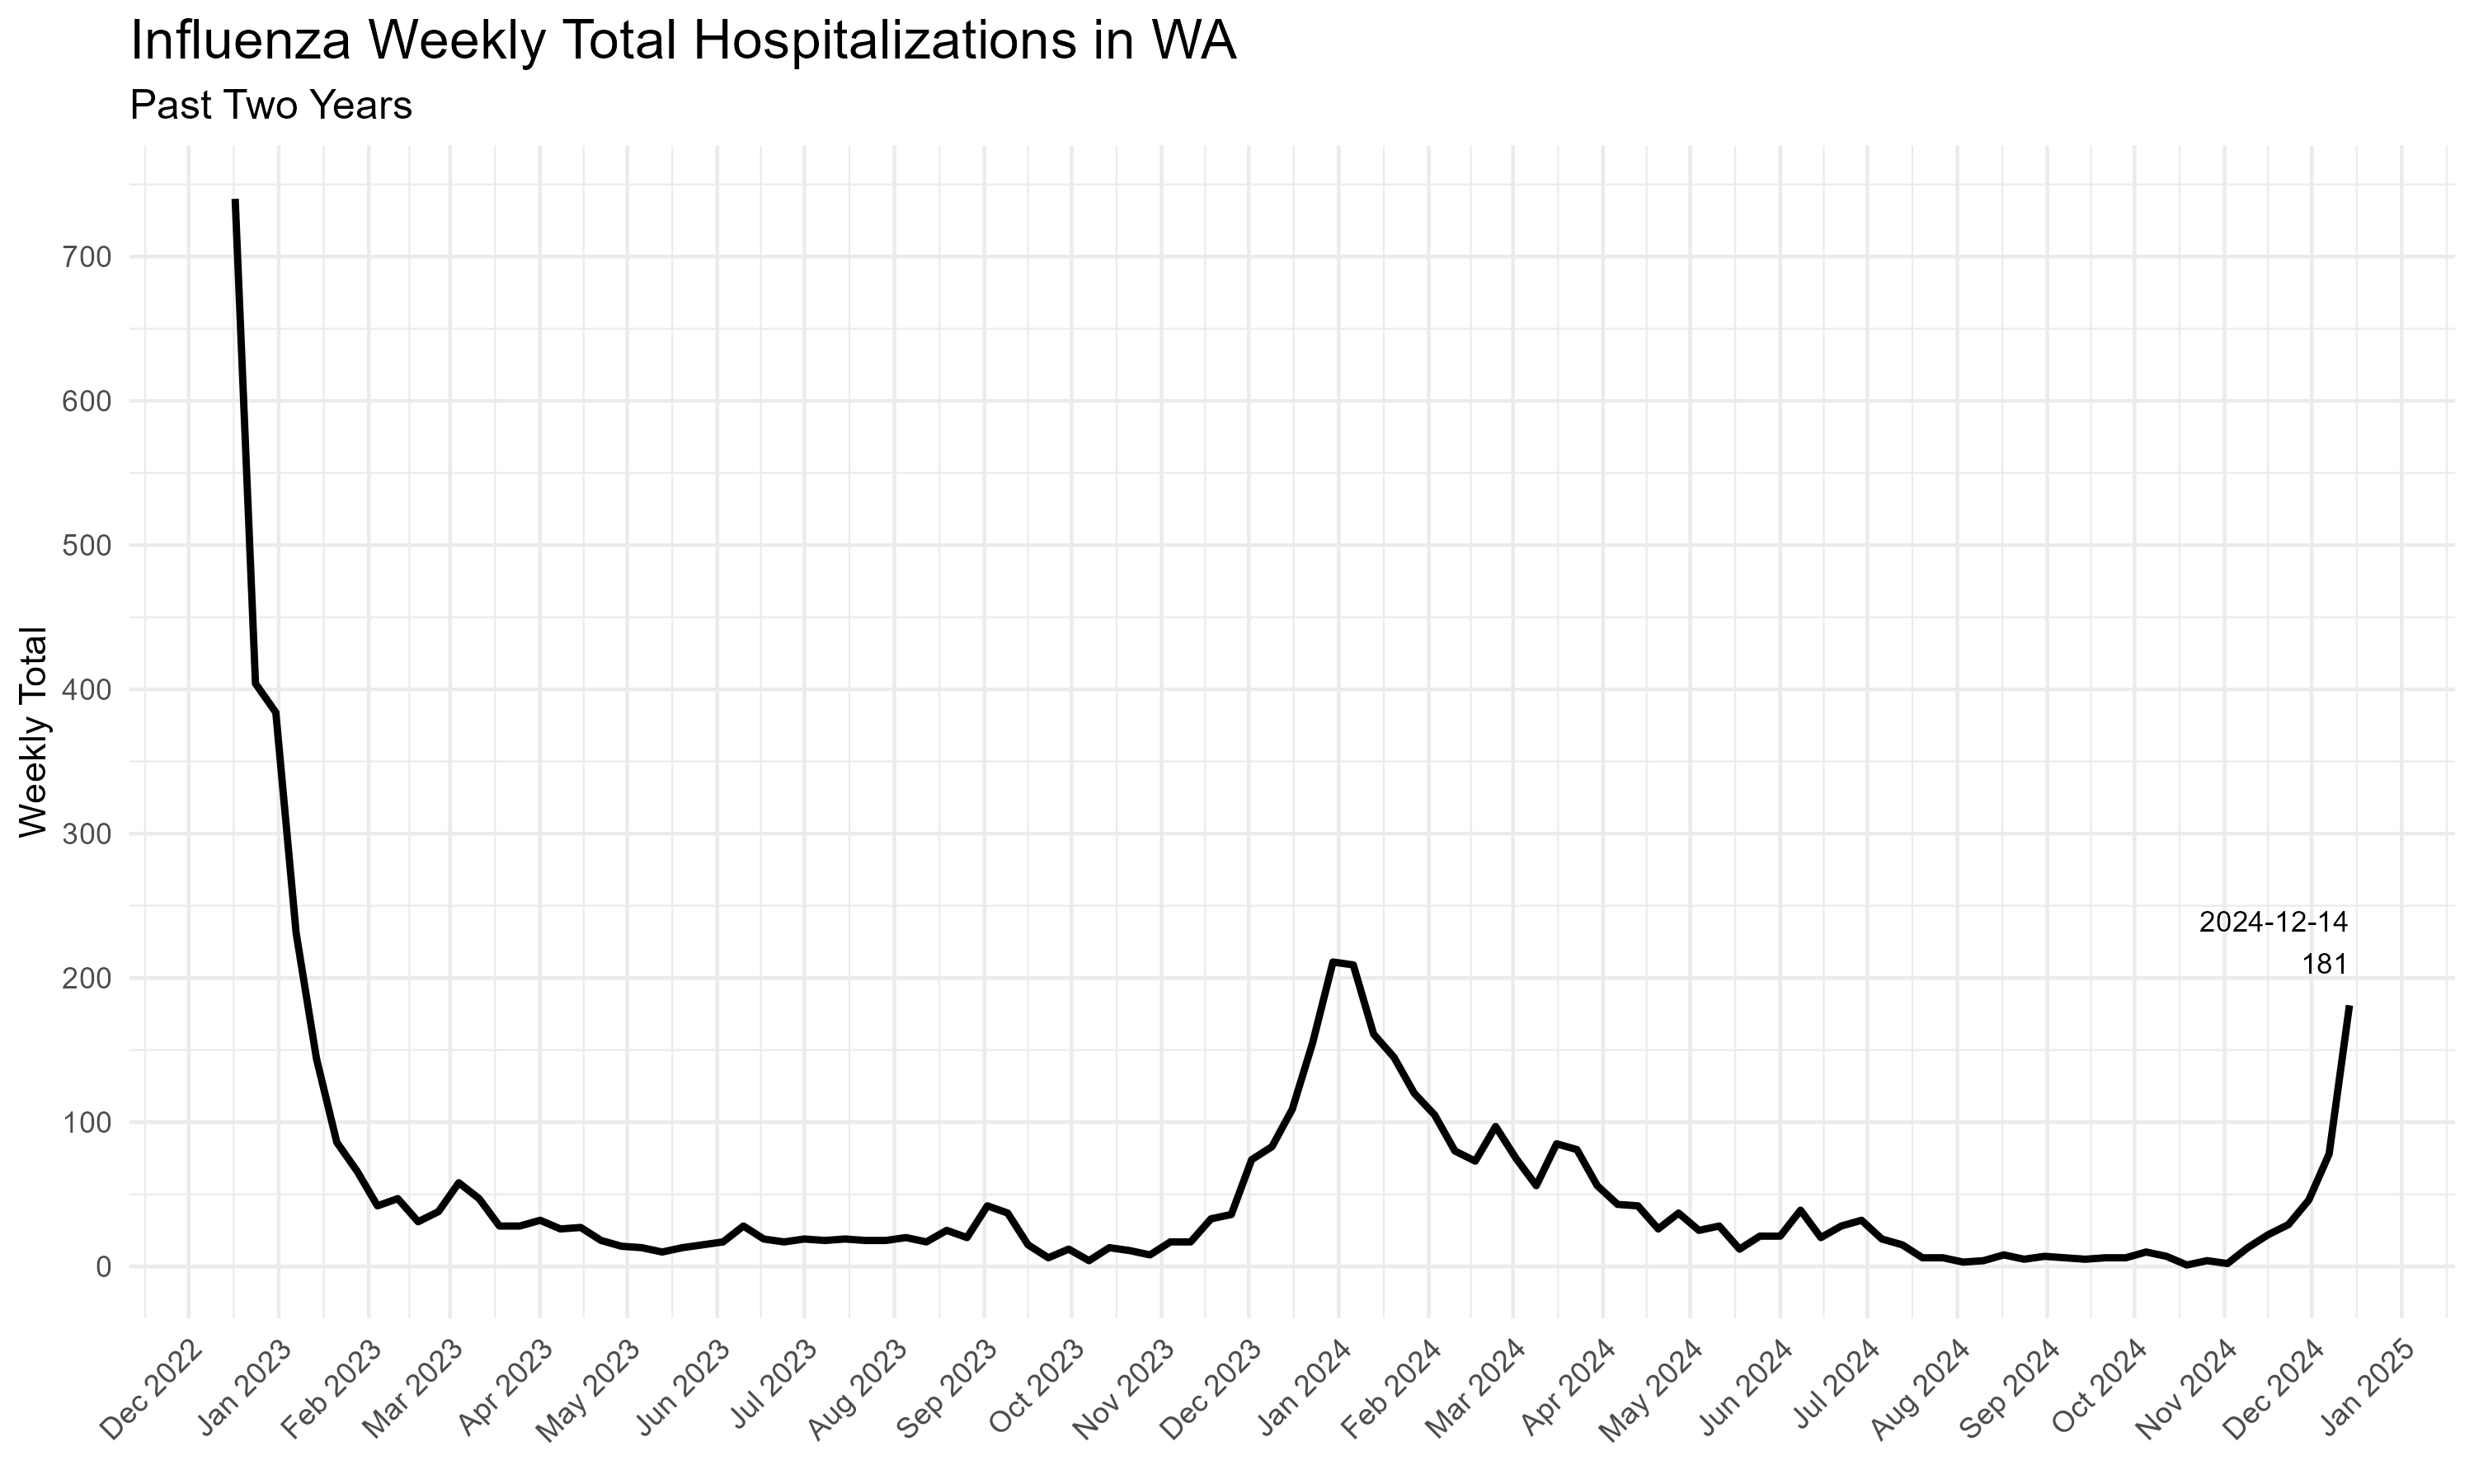 Influenza Weekly Total Hospitalizations in WA
Past Two Years
Weekly Total
700
600
500
400
300
200
100
0
2024-12-14
181
Dec 2022
Jan 2023
Feb 2023
Mar 2023
Apr 2023
May 2023
Jun 2023
Jul 2023
Aug 2023
Sep 2023
Oct 2023
Nov 2023
Dec 2023
Jan 2024
Feb 2024
Mar 2024
Apr 2024
May 2024
Jun 2024
Jul 2024
Aug 2024
Sep 2024
Oct 2024
Nov 2024
Dec 2024
Jan 2025